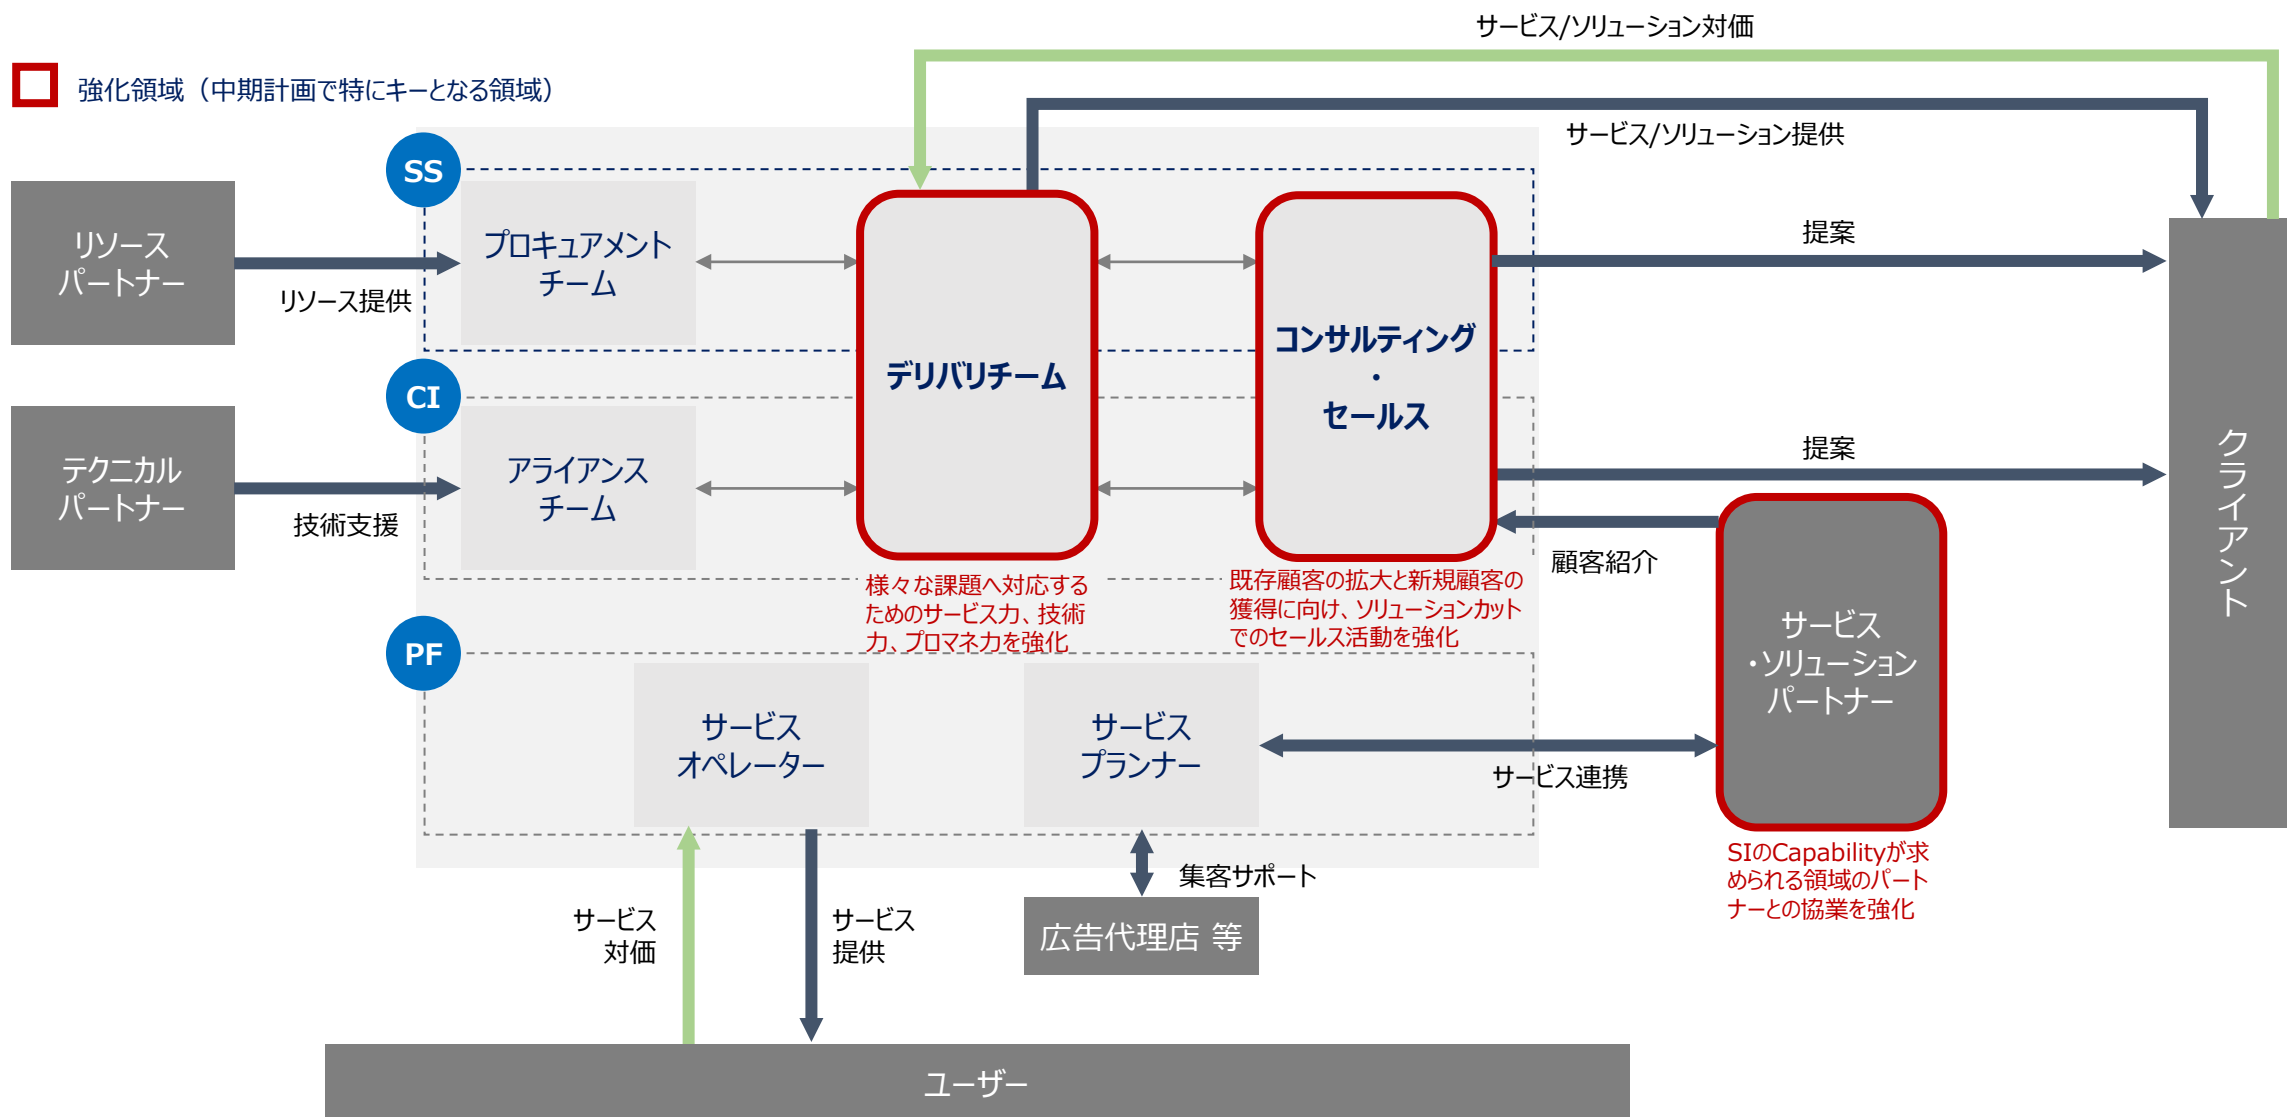 サービス/ソリューション対価
強化領域（中期計画で特にキーとなる領域）
サービス/ソリューション提供
SS
リソース
パートナー
リソース提供
プロキュアメント
チーム
提案
デリバリチーム
コンサルティング
・
セールス
CI
テクニカル
パートナー
技術支援
アライアンス
チーム
提案
顧客紹介
クライアント
様々な課題へ対応する
ためのサービス力、技術
力、プロマネ力を強化
既存顧客の拡大と新規顧客の
獲得に向け、ソリューションカット
でのセールス活動を強化
サービス
・ソリューション
パートナー
PF
サービス
オペレーター
サービス
プランナー
サービス連携
SIのCapabilityが求
められる領域のパート
ナーとの協業を強化
集客サポート
サービス
対価
サービス
提供
広告代理店 等
ユーザー